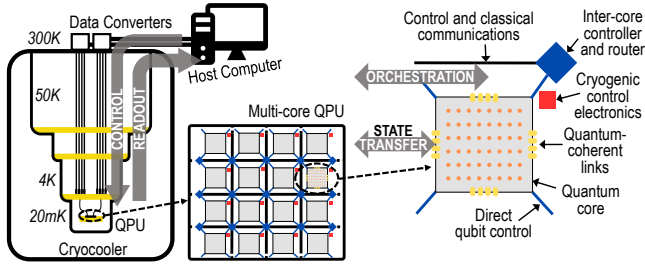 Data Converters
300K
Host Computer
50K
CONTROL
READOUT
4K
20mK
QPU
Cryocooler
Multi-core QPU
Control and classical
communications
Inter-core
controller
and router
ORCHESTRATION
Cryogenic
control
electronics
STATE
TRANSFER
Quantum-
coherent
links
Quantum
core
Direct
qubit control